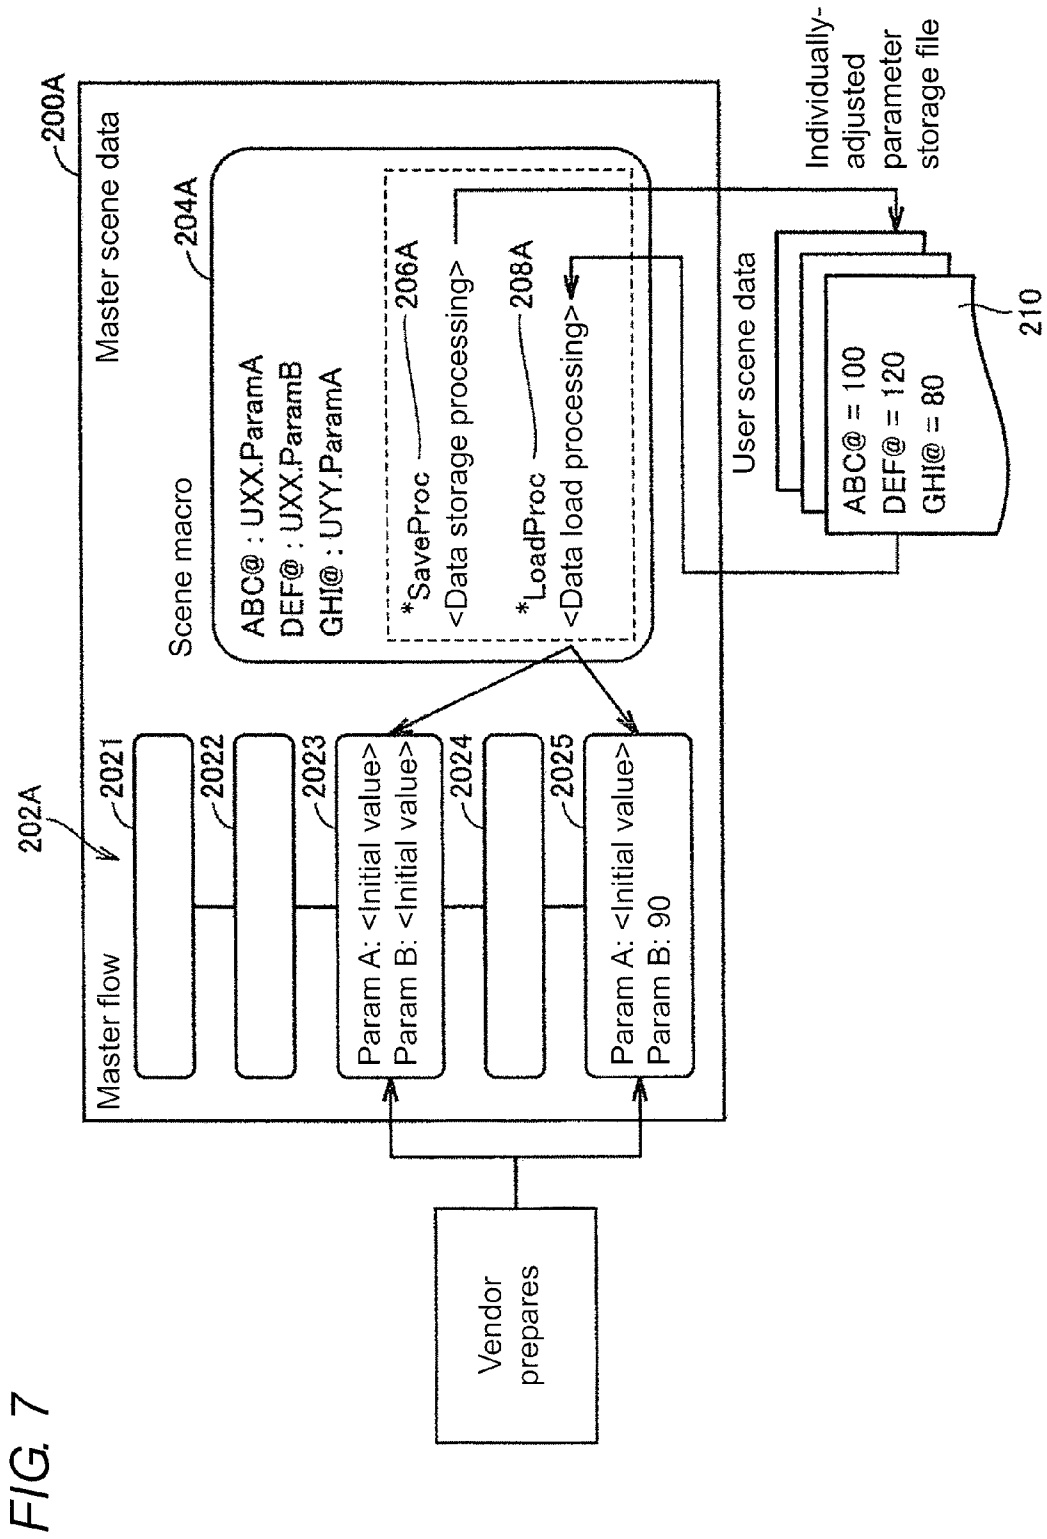 FIG. 7
200A
Master scene data
202A
Master flow
2021
2022
2023
Param A: <Initial value>
Param B: <Initial value>
2024
2025
Param A: <Initial value>
Param B: 90
Scene macro
204A
ABC@ : UXX.ParamA
DEF@ : UXX.ParamB
GHI@ : UYY.ParamA
*SaveProc
206A
<Data storage processing>
*LoadProc
208A
<Data load processing>
Vendor
prepares
User scene data
ABC@ = 100
DEF@ = 120
GHI@ = 80
210
Individually-
adjusted
parameter
storage file